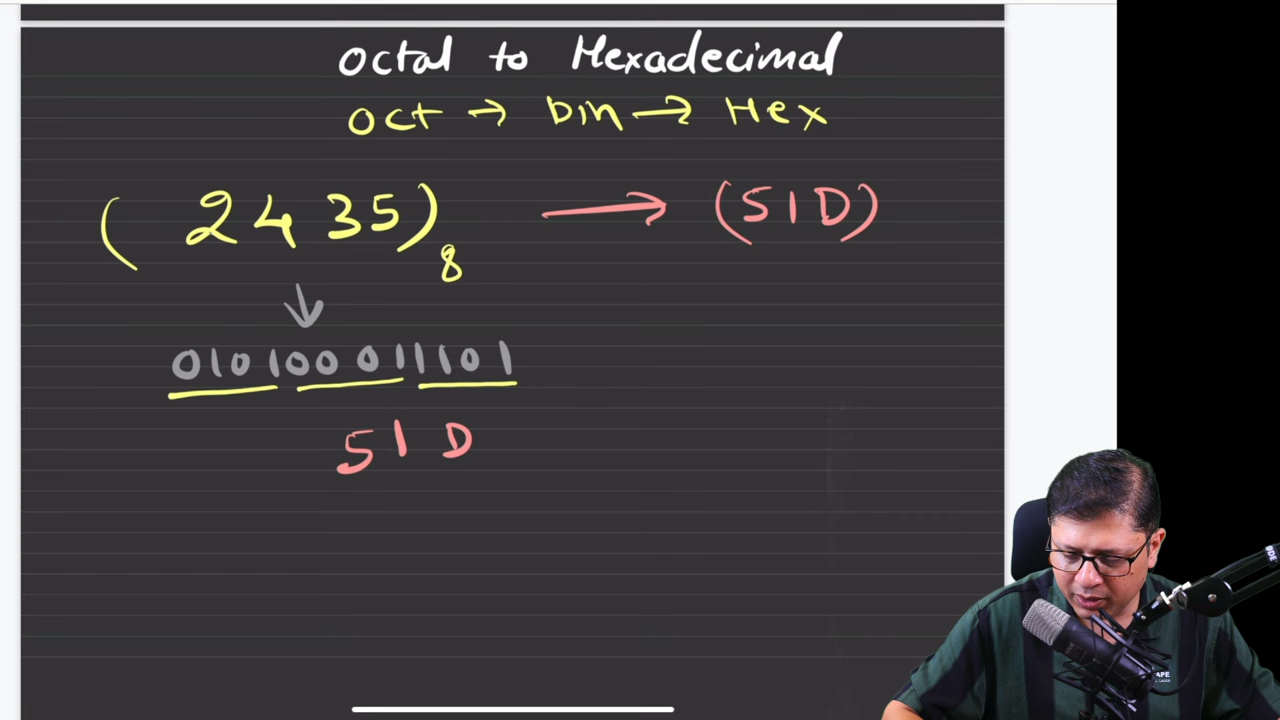 Octal to Hexadecimal
Oct → bin → Hex
( 2435)8 → (51D)
↓
010100011101
51D